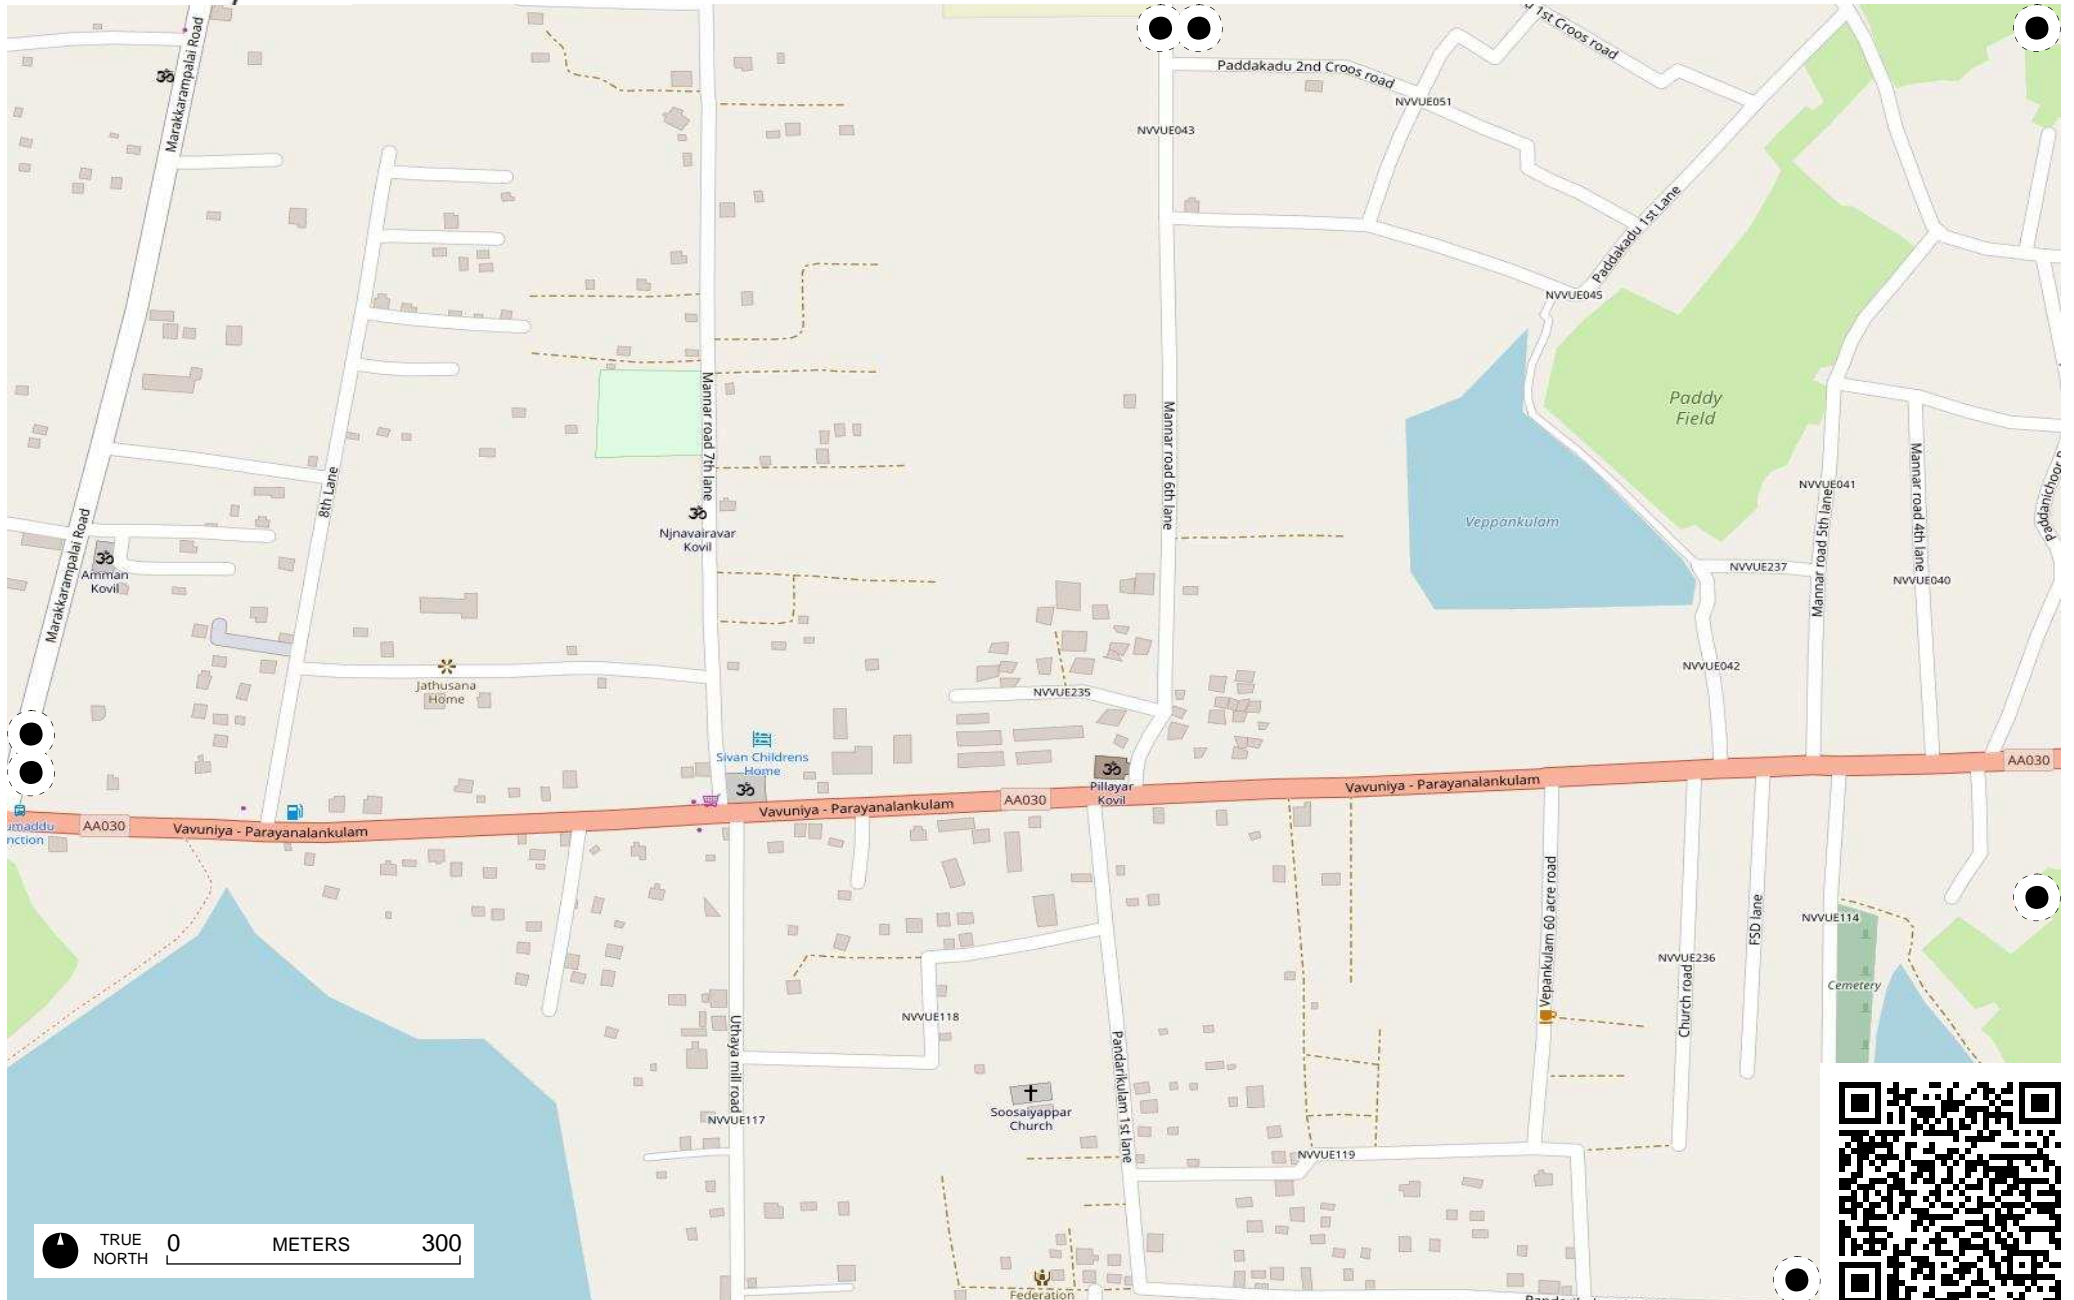 1st Croos road
Marakkarampalai Road
Paddakadu 2nd Croos road
NVVUE051
NVVUE043
Paddakadu 1st Lane
NVVUE045
Paddy
Field
Mannar road 7th lane
Mannar road 6th lane
8th Lane
NVVUE041
Mannar road 5th lane
Mannar road 4th lane
Paddanichoor
Veppankulam
Njnavairavar
Kovil
Marakkarampalai Road
Amman
Kovil
NVVUE237
NVVUE040
NVVUE042
Jathusana
Home
NVVUE235
Sivan Childrens
Home
Pillayar
Kovil
AA030
Vavuniya - Parayanalankulam
AA030
Vavuniya - Parayanalankulam
Vavuniya - Parayanalankulam
AA030
umaddu
nction
Vepankulam 60 acre road
FSD lane
NVVUE114
NVVUE236
Church road
Cemetery
NVVUE118
Uthaya mill road
NVVUE117
Soosaiyappar
Church
Pandarikulam 1st lane
NVVUE119
TRUE
NORTH
0 METERS 300
Federation